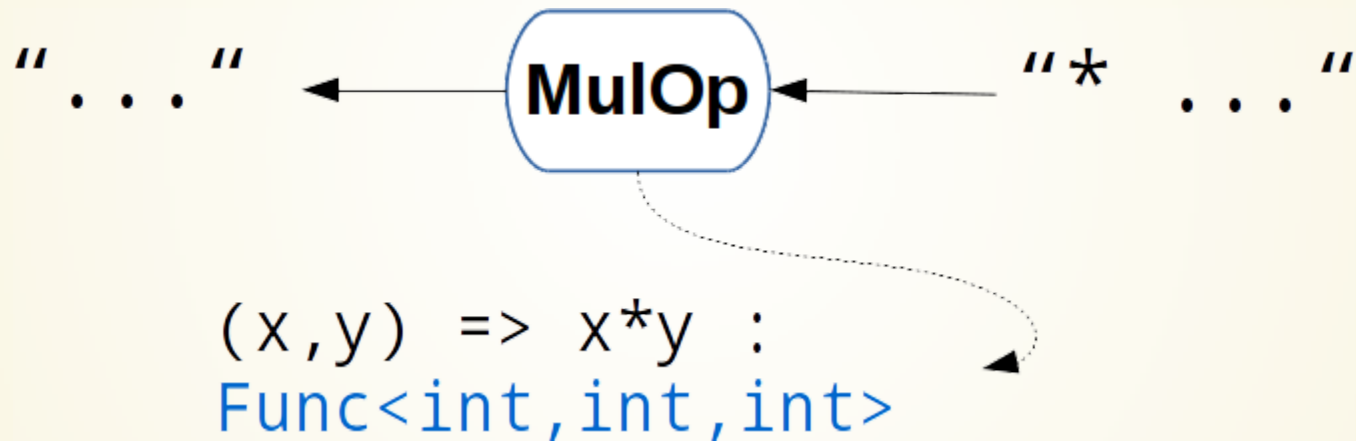 “...“ MulOp “* ...“
(x,y) => x*y :
Func<int,int,int>